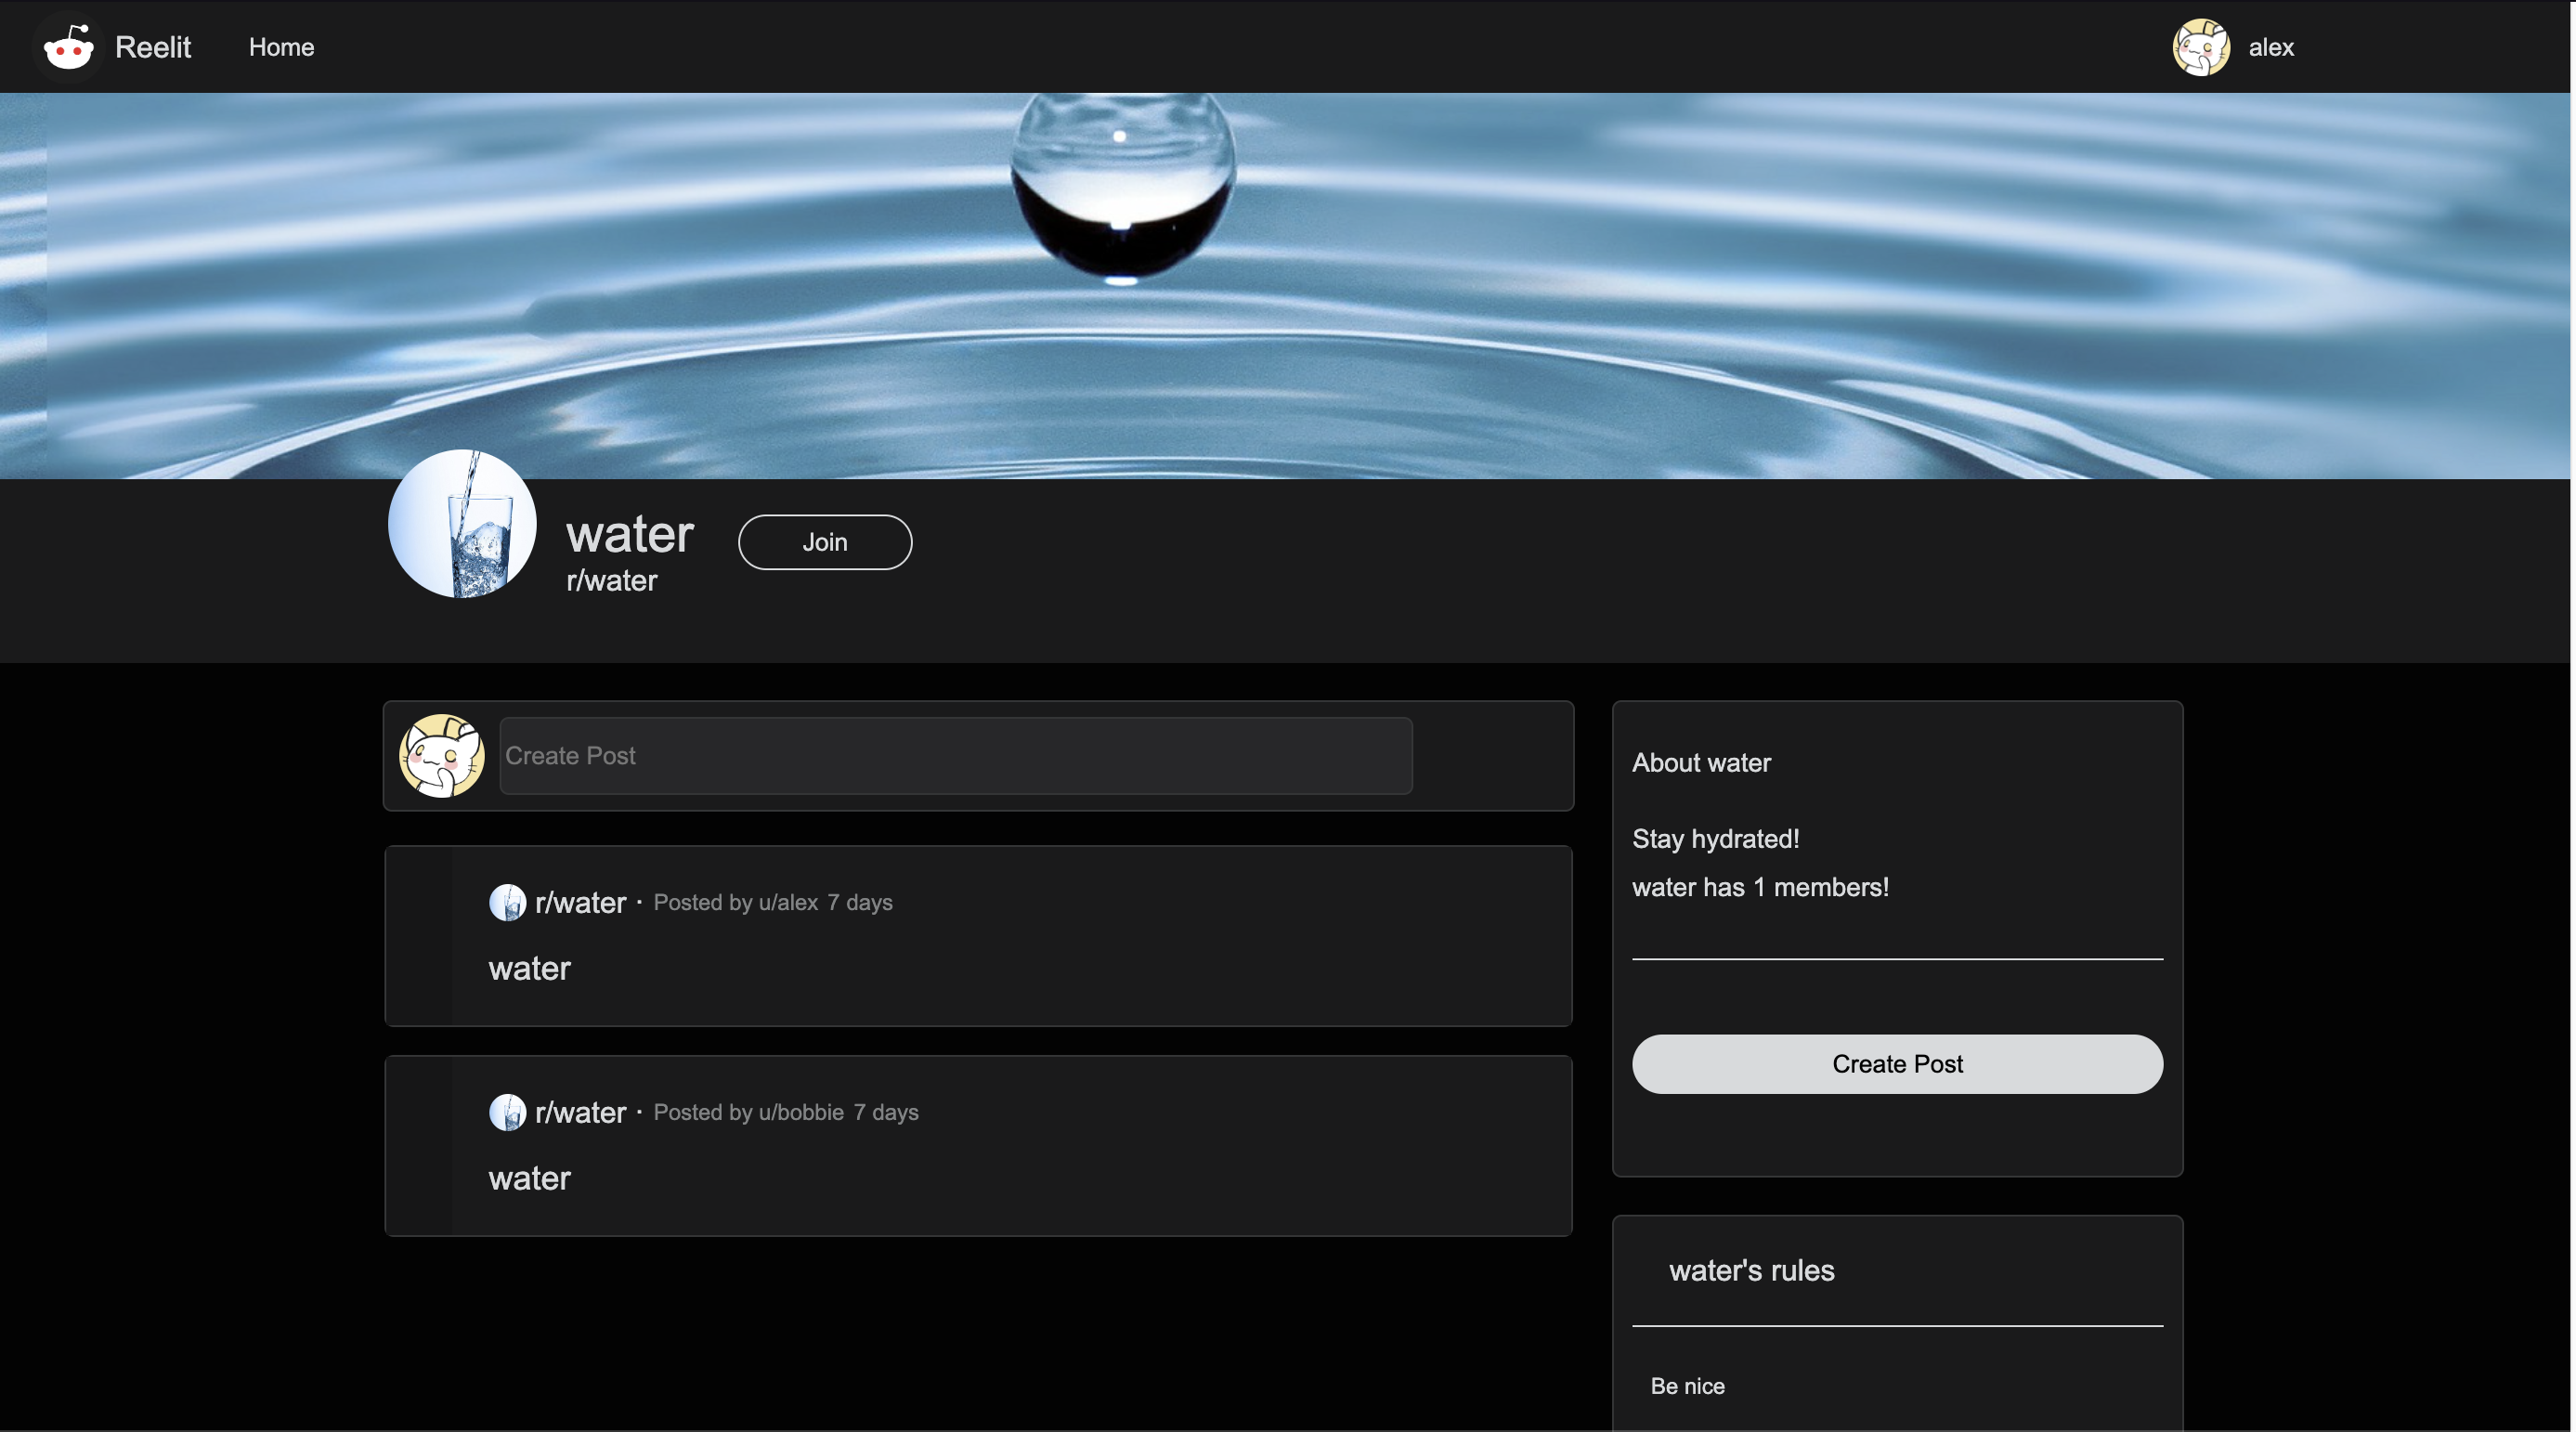 Reelit
Home
alex
water
Join
r/water
Create Post
r/water · Posted by u/alex 7 days
water
r/water · Posted by u/bobbie 7 days
water
About water
Stay hydrated!
water has 1 members!
Create Post
water's rules
Be nice